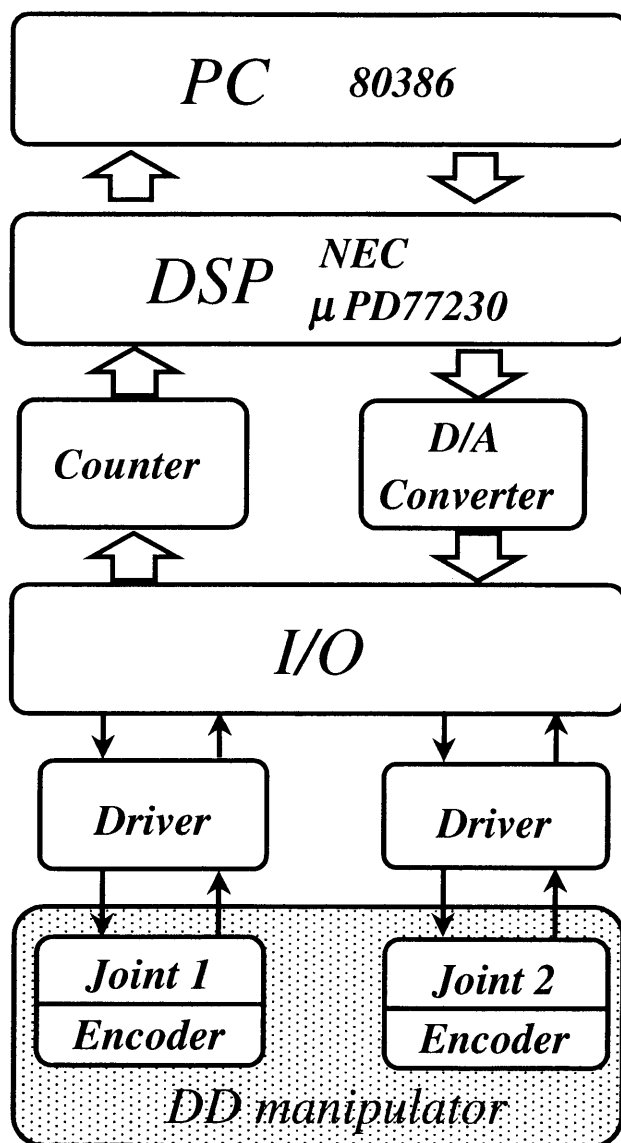 PC 80386
DSP NEC
μPD77230
Counter
D/A
Converter
I/O
Driver
Driver
Joint 1
Encoder
Joint 2
Encoder
DD manipulator